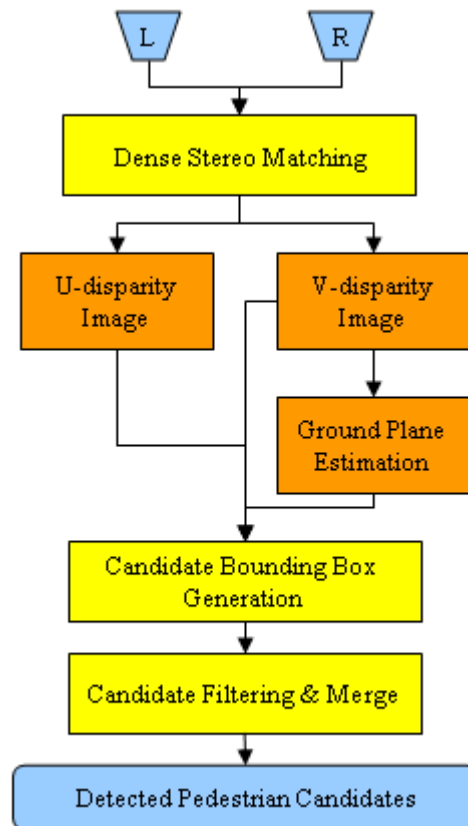 L
R
Dense Stereo Matching
U-disparity
Image
V-disparity
Image
Ground Plane
Estimation
Candidate Bounding Box
Generation
Candidate Filtering & Merge
Detected Pedestrian Candidates